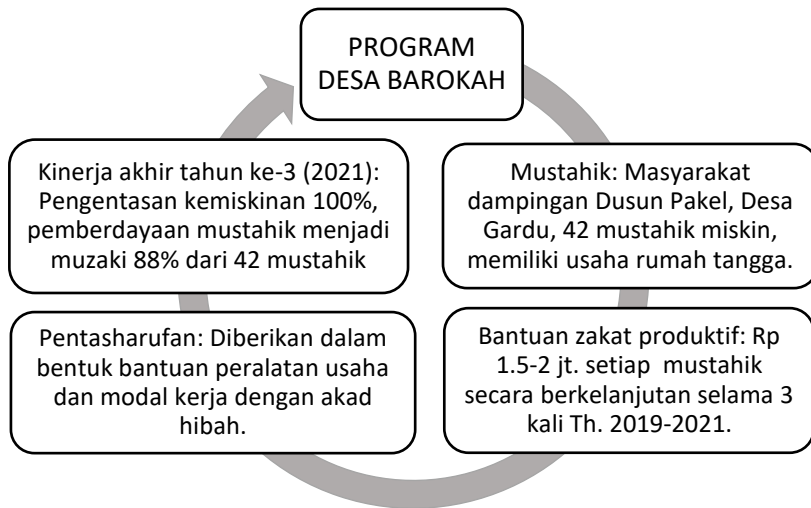 PROGRAM
DESA BAROKAH
Mustahik: Masyarakat
dampingan Dusun Pakel, Desa
Gardu, 42 mustahik miskin,
memiliki usaha rumah tangga.
Bantuan zakat produktif: Rp
1.5-2 jt. setiap mustahik
secara berkelanjutan selama 3
kali Th. 2019-2021.
Pentasharufan: Diberikan dalam
bentuk bantuan peralatan usaha
dan modal kerja dengan akad
hibah.
Kinerja akhir tahun ke-3 (2021):
Pengentasan kemiskinan 100%,
pemberdayaan mustahik menjadi
muzaki 88% dari 42 mustahik